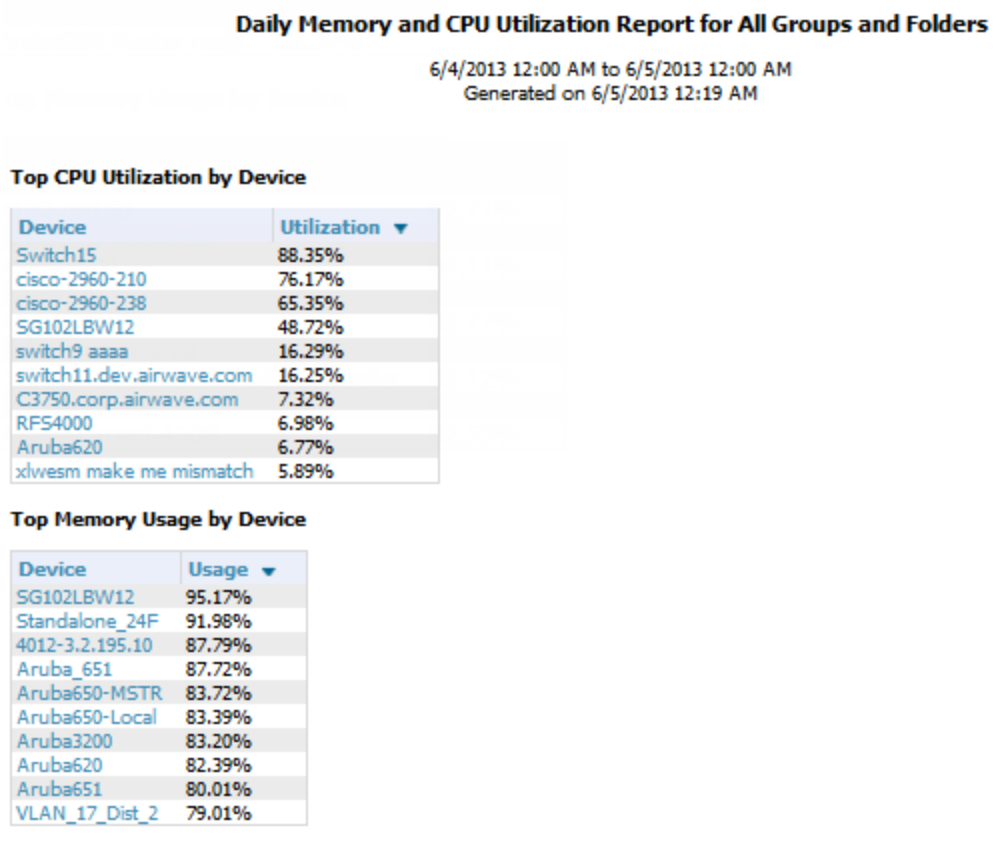 Daily Memory and CPU Utilization Report for All Groups and Folders
6/4/2013 12:00 AM to 6/5/2013 12:00 AM
Generated on 6/5/2013 12:19 AM
Top CPU Utilization by Device
Device Utilization ▼
Switch15 88.35%
cisco-2960-210 76.17%
cisco-2960-238 65.35%
SG102LBW12 48.72%
switch9 aaaa 16.29%
switch11.dev.airwave.com 16.25%
C3750.corp.airwave.com 7.32%
RFS4000 6.98%
Aruba620 6.77%
xlwesm make me mismatch 5.89%
Top Memory Usage by Device
Device Usage ▼
SG102LBW12 95.17%
Standalone_24F 91.98%
4012-3.2.195.10 87.79%
Aruba_651 87.72%
Aruba650-MSTR 83.72%
Aruba650-Local 83.39%
Aruba3200 83.20%
Aruba620 82.39%
Aruba651 80.01%
VLAN_17_Dist_2 79.01%